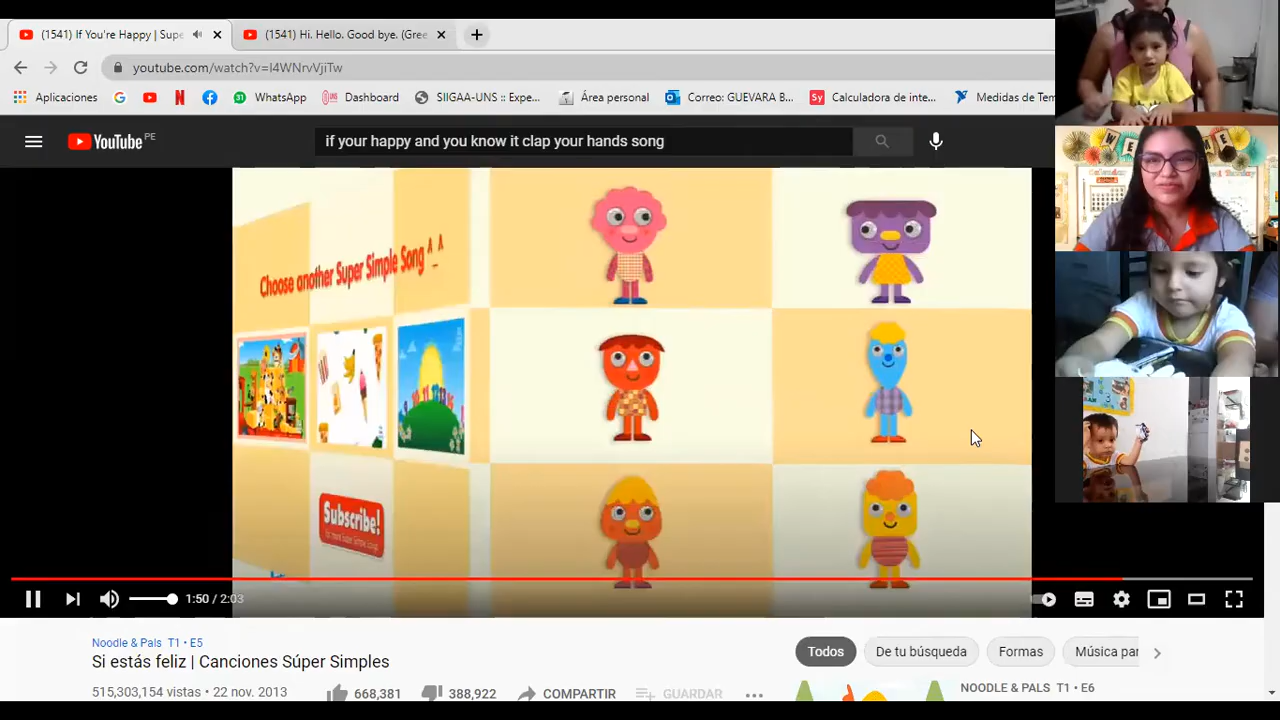 (1541) If You're Happy | Supe
(1541) Hi. Hello. Good bye. (Gree
youtube.com/watch?v=l4WNrvVjiTw
Aplicaciones
WhatsApp
Dashboard
SIIGAA-UNS :: Expe...
Área personal
Correo: GUEVARA B...
Calculadora de inte...
Medidas de Ten
YouTube PE
if your happy and you know it clap your hands song
Choose another Super Simple Song ^_^
Subscribe!
1:50 / 2:03
Noodle & Pals T1 • E5
Si estás feliz | Canciones Súper Simples
515,303,154 vistas • 22 nov. 2013
668,381
388,922
COMPARTIR
GUARDAR
Todos
De tu búsqueda
Formas
Música par
NOODLE & PALS T1 • E6